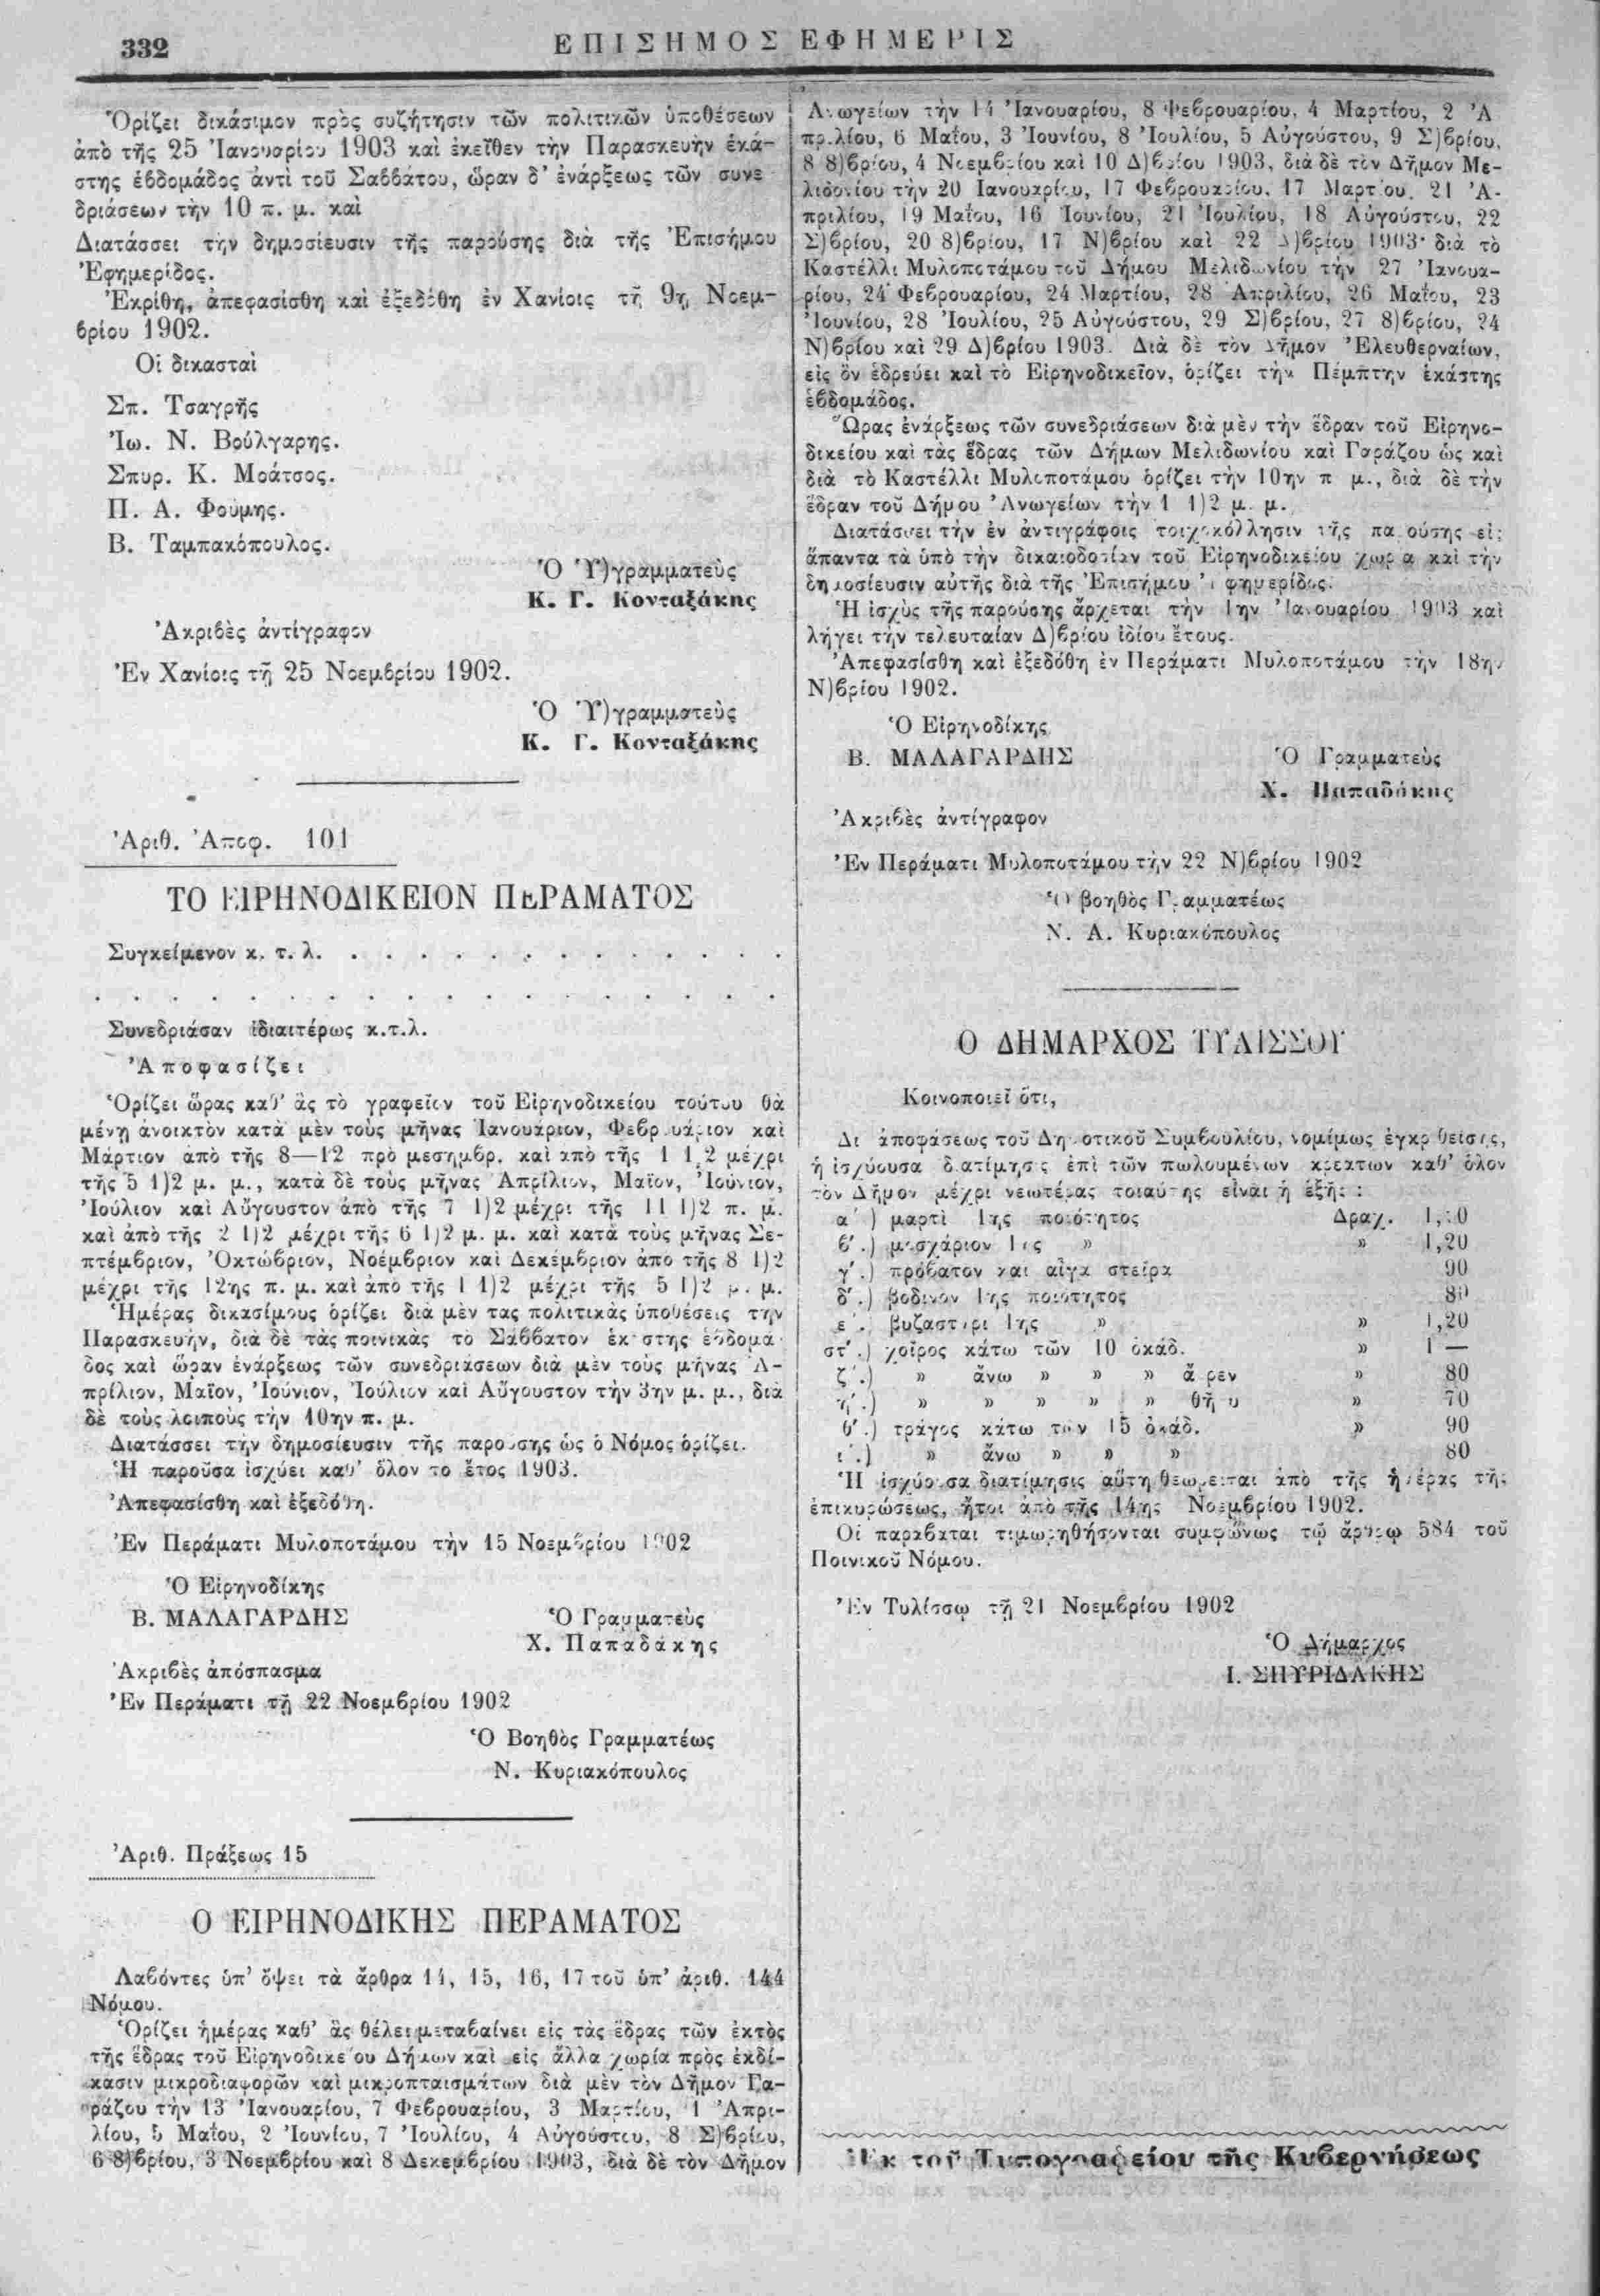 332
ΕΠΙΣΗΜΟΣ ΕΦΗΜΕΡΙΣ
Ὁρίζει δικάσιμον πρὸς συζήτησιν τῶν πολιτικῶν ὑποθέσεων
ἀπὸ τῆς 25 Ἰανουαρίου 1903 καὶ ἐκεῖθεν τὴν Παρασκευὴν ἑκά-
στης ἑβδομάδος ἀντὶ τοῦ Σαββάτου, ὥραν δ' ἐνάρξεως τῶν συνε
δριάσεων τὴν 10 π. μ. καὶ
Διατάσσει τὴν δημοσίευσιν τῆς παρούσης διὰ τῆς Ἐπισήμου
Ἐφημερίδος.
Ἐκρίθη, ἀπεφασίσθη καὶ ἐξεδόθη ἐν Χανίοις τῇ 9ῃ Νοεμ-
βρίου 1902.
Οἱ δικασταὶ
Σπ. Τσαγρῆς
Ἰω. Ν. Βούλγαρης.
Σπυρ. Κ. Μοάτσος.
Π. Α. Φούμης.
Β. Ταμπακόπουλος.
Ὁ Ὑ)γραμματεὺς
Κ. Γ. Κονταξάκης
Ἀκριβὲς ἀντίγραφον
Ἐν Χανίοις τῇ 25 Νοεμβρίου 1902.
Ὁ Ὑ)γραμματεὺς
Κ. Γ. Κονταξάκης
Ἀριθ. Ἀποφ. 101
ΤΟ ΕΙΡΗΝΟΔΙΚΕΙΟΝ ΠΕΡΑΜΑΤΟΣ
Συγκείμενον κ. τ. λ. . . . . . . . . . . . . .
. . . . . . . . . . . . . . . . . .
Συνεδριάσαν ἰδιαιτέρως κ.τ.λ.
Ἀποφασίζει
Ὁρίζει ὥρας καθ' ἃς τὸ γραφεῖον τοῦ Εἰρηνοδικείου τούτου θὰ
μένῃ ἀνοικτὸν κατὰ μὲν τοὺς μῆνας Ἰανουάριον, Φεβρουάριον καὶ
Μάρτιον ἀπὸ τῆς 8—12 πρὸ μεσημβρ. καὶ ἀπὸ τῆς 1 1)2 μέχρι
τῆς 5 1)2 μ. μ., κατὰ δὲ τοὺς μῆνας Ἀπρίλιον, Μαῖον, Ἰούνιον,
Ἰούλιον καὶ Αὔγουστον ἀπὸ τῆς 7 1)2 μέχρι τῆς 11 1)2 π. μ.
καὶ ἀπὸ τῆς 2 1)2 μέχρι τῆς 6 1)2 μ. μ. καὶ κατὰ τοὺς μῆνας Σε-
πτέμβριον, Ὀκτώβριον, Νοέμβριον καὶ Δεκέμβριον ἀπὸ τῆς 8 1)2
μέχρι τῆς 12ης π. μ. καὶ ἀπὸ τῆς 1 1)2 μέχρι τῆς 5 1)2 μ. μ.
Ἡμέρας δικασίμους ὁρίζει διὰ μὲν τὰς πολιτικὰς ὑποθέσεις τὴν
Παρασκευήν, διὰ δὲ τὰς ποινικὰς τὸ Σάββατον ἑκάστης ἑβδομά
δος καὶ ὥραν ἐνάρξεως τῶν συνεδριάσεων διὰ μὲν τοὺς μῆνας Ἀ-
πρίλιον, Μαῖον, Ἰούνιον, Ἰούλιον καὶ Αὔγουστον τὴν 3ην μ. μ., διὰ
δὲ τοὺς λοιποὺς τὴν 10ην π. μ.
Διατάσσει τὴν δημοσίευσιν τῆς παρούσης ὡς ὁ Νόμος ὁρίζει.
Ἡ παροῦσα ἰσχύει καθ' ὅλον τὸ ἔτος 1903.
Ἀπεφασίσθη καὶ ἐξεδόθη.
Ἐν Περάματι Μυλοποτάμου τὴν 15 Νοεμβρίου 1902
Ὁ Εἰρηνοδίκης
Β. ΜΑΛΑΓΑΡΔΗΣ
Ὁ Γραμματεὺς
Χ. Παπαδάκης
Ἀκριβὲς ἀπόσπασμα
Ἐν Περάματι τῇ 22 Νοεμβρίου 1902
Ὁ Βοηθὸς Γραμματέως
Ν. Κυριακόπουλος
Ἀριθ. Πράξεως 15
Ο ΕΙΡΗΝΟΔΙΚΗΣ ΠΕΡΑΜΑΤΟΣ
Λαβόντες ὑπ' ὄψει τὰ ἄρθρα 14, 15, 16, 17 τοῦ ὑπ' ἀριθ. 144
Νόμου.
Ὁρίζει ἡμέρας καθ' ἃς θέλει μεταβαίνει εἰς τὰς ἕδρας τῶν ἐκτὸς
τῆς ἕδρας τοῦ Εἰρηνοδικείου Δήμων καὶ εἰς ἄλλα χωρία πρὸς ἐκδί-
κασιν μικροδιαφορῶν καὶ μικροπταισμάτων διὰ μὲν τὸν Δῆμον Γα-
ράζου τὴν 13 Ἰανουαρίου, 7 Φεβρουαρίου, 3 Μαρτίου, 1 Ἀπρι-
λίου, 5 Μαΐου, 2 Ἰουνίου, 7 Ἰουλίου, 4 Αὐγούστου, 8 Σ)βρίου,
6 8)βρίου, 3 Νοεμβρίου καὶ 8 Δεκεμβρίου 1903, διὰ δὲ τὸν Δῆμον
Ἀνωγείων τὴν 14 Ἰανουαρίου, 8 Φεβρουαρίου, 4 Μαρτίου, 2 Ἀ
πριλίου, 6 Μαΐου, 3 Ἰουνίου, 8 Ἰουλίου, 5 Αὐγούστου, 9 Σ)βρίου,
8 8)βρίου, 4 Νοεμβρίου καὶ 10 Δ)βρίου 1903, διὰ δὲ τὸν Δῆμον Με-
λιδονίου τὴν 20 Ἰανουαρίου, 17 Φεβρουαρίου, 17 Μαρτίου, 21 Ἀ-
πριλίου, 19 Μαΐου, 16 Ἰουνίου, 21 Ἰουλίου, 18 Αὐγούστου, 22
Σ)βρίου, 20 8)βρίου, 17 Ν)βρίου καὶ 22 Δ)βρίου 1903· διὰ τὸ
Καστέλλι Μυλοποτάμου τοῦ Δήμου Μελιδωνίου τὴν 27 Ἰανουα-
ρίου, 24 Φεβρουαρίου, 24 Μαρτίου, 28 Ἀπριλίου, 26 Μαΐου, 23
Ἰουνίου, 28 Ἰουλίου, 25 Αὐγούστου, 29 Σ)βρίου, 27 8)βρίου, 24
Ν)βρίου καὶ 29 Δ)βρίου 1903. Διὰ δὲ τὸν Δῆμον Ἐλευθερναίων,
εἰς ὃν ἑδρεύει καὶ τὸ Εἰρηνοδικεῖον, ὁρίζει τὴν Πέμπτην ἑκάστης
ἑβδομάδος.
Ὥρας ἐνάρξεως τῶν συνεδριάσεων διὰ μὲν τὴν ἕδραν τοῦ Εἰρηνο-
δικείου καὶ τὰς ἕδρας τῶν Δήμων Μελιδωνίου καὶ Γαράζου ὡς καὶ
διὰ τὸ Καστέλλι Μυλοποτάμου ὁρίζει τὴν 10ην π μ., διὰ δὲ τὴν
ἕδραν τοῦ Δήμου Ἀνωγείων τὴν 1 1)2 μ. μ.
Διατάσσει τὴν ἐν ἀντιγράφοις τοιχοκόλλησιν τῆς παρούσης εἰς
ἅπαντα τὰ ὑπὸ τὴν δικαιοδοσίαν τοῦ Εἰρηνοδικείου χωρία καὶ τὴν
δημοσίευσιν αὐτῆς διὰ τῆς Ἐπισήμου Ἐφημερίδος.
Ἡ ἰσχὺς τῆς παρούσης ἄρχεται τὴν 1ην Ἰανουαρίου 1903 καὶ
λήγει τὴν τελευταίαν Δ)βρίου ἰδίου ἔτους.
Ἀπεφασίσθη καὶ ἐξεδόθη ἐν Περάματι Μυλοποτάμου τὴν 18ην
Ν)βρίου 1902.
Ὁ Εἰρηνοδίκης
Β. ΜΑΛΑΓΑΡΔΗΣ
Ὁ Γραμματεὺς
Χ. Παπαδάκης
Ἀκριβὲς ἀντίγραφον
Ἐν Περάματι Μυλοποτάμου τὴν 22 Ν)βρίου 1902
Ὁ βοηθὸς Γραμματέως
Ν. Α. Κυριακόπουλος
Ο ΔΗΜΑΡΧΟΣ ΤΥΛΙΣΣΟΥ
Κοινοποιεῖ ὅτι,
Δι ἀποφάσεως τοῦ Δημοτικοῦ Συμβουλίου, νομίμως ἐγκριθείσης,
ἡ ἰσχύουσα διατίμησις ἐπὶ τῶν πωλουμένων κρεάτων καθ' ὅλον
τὸν Δῆμον μέχρι νεωτέρας τοιαύτης εἶναι ἡ ἑξῆς :
α΄) μαρτὶ 1ης ποιότητος Δραχ.
β΄.) μοσχάριον 1ης » » 1,20
γ΄.) πρόβατον και αἶγα στεῖρα 90
δ΄.) βοδινὸν 1ης ποιότητος 80
ε΄. βυζαστάρι 1ης » » 1,20
στ΄.) χοῖρος κάτω τῶν 10 ὀκάδ. » 1 —
ζ΄.) » ἄνω » » » ἄρρεν » 80
η΄.) » » » » » θῆλυ » 70
θ΄.) τράγος κάτω τῶν 15 ὀκάδ. » 90
ι΄.) » ἄνω » » » 80
Ἡ ἰσχύουσα διατίμησις αὕτη θεωρεῖται ἀπὸ τῆς ἡμέρας τῆς
ἐπικυρώσεως, ἤτοι ἀπὸ τῆς 14ης Νοεμβρίου 1902.
Οἱ παραβάται τιμωρηθήσονται συμφώνως τῷ ἄρθρῳ 584 τοῦ
Ποινικοῦ Νόμου.
Ἐν Τυλίσσῳ τῇ 21 Νοεμβρίου 1902
Ὁ Δήμαρχος
Ι. ΣΠΥΡΙΔΑΚΗΣ
Ἐκ τοῦ Τυπογραφείου τῆς Κυβερνήσεως